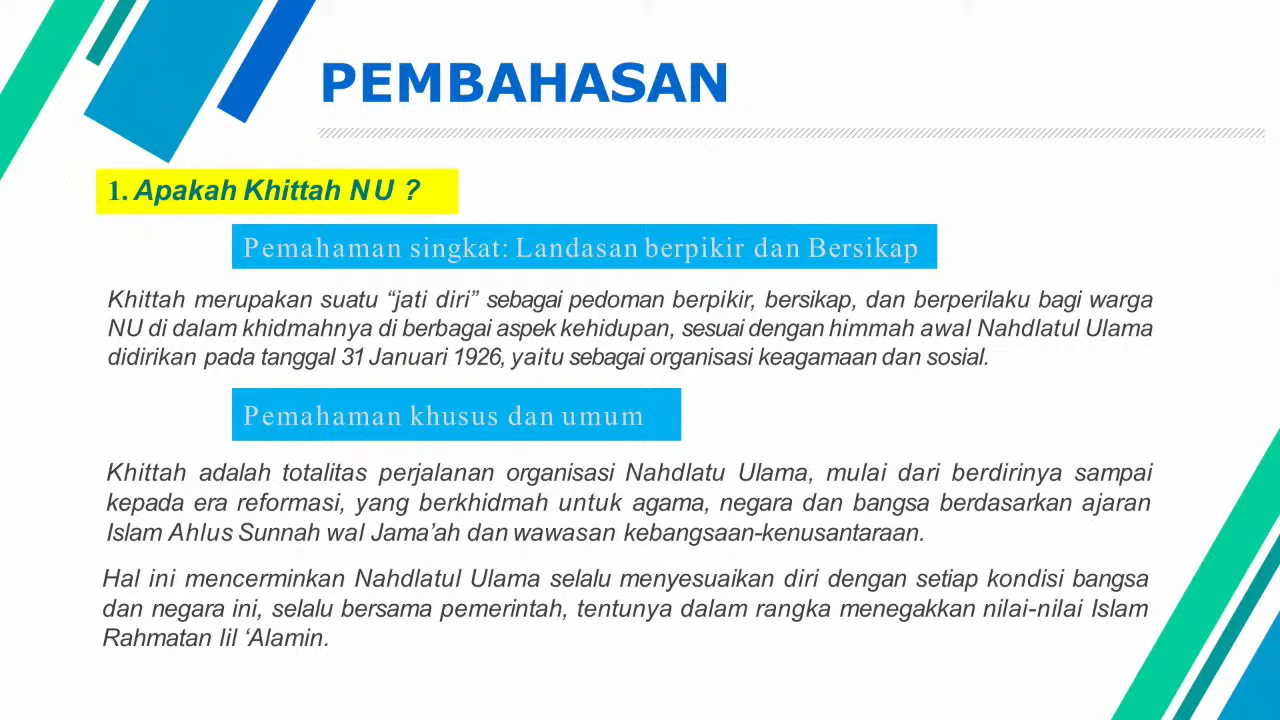 PEMBAHASAN
1. Apakah Khittah NU ?
Pemahaman singkat: Landasan berpikir dan Bersikap
Khittah merupakan suatu “jati diri” sebagai pedoman berpikir, bersikap, dan berperilaku bagi warga
NU di dalam khidmahnya di berbagai aspek kehidupan, sesuai dengan himmah awal Nahdlatul Ulama
didirikan pada tanggal 31 Januari 1926, yaitu sebagai organisasi keagamaan dan sosial.
Pemahaman khusus dan umum
Khittah adalah totalitas perjalanan organisasi Nahdlatu Ulama, mulai dari berdirinya sampai
kepada era reformasi, yang berkhidmah untuk agama, negara dan bangsa berdasarkan ajaran
Islam Ahlus Sunnah wal Jama’ah dan wawasan kebangsaan-kenusantaraan.
Hal ini mencerminkan Nahdlatul Ulama selalu menyesuaikan diri dengan setiap kondisi bangsa
dan negara ini, selalu bersama pemerintah, tentunya dalam rangka menegakkan nilai-nilai Islam
Rahmatan lil ‘Alamin.